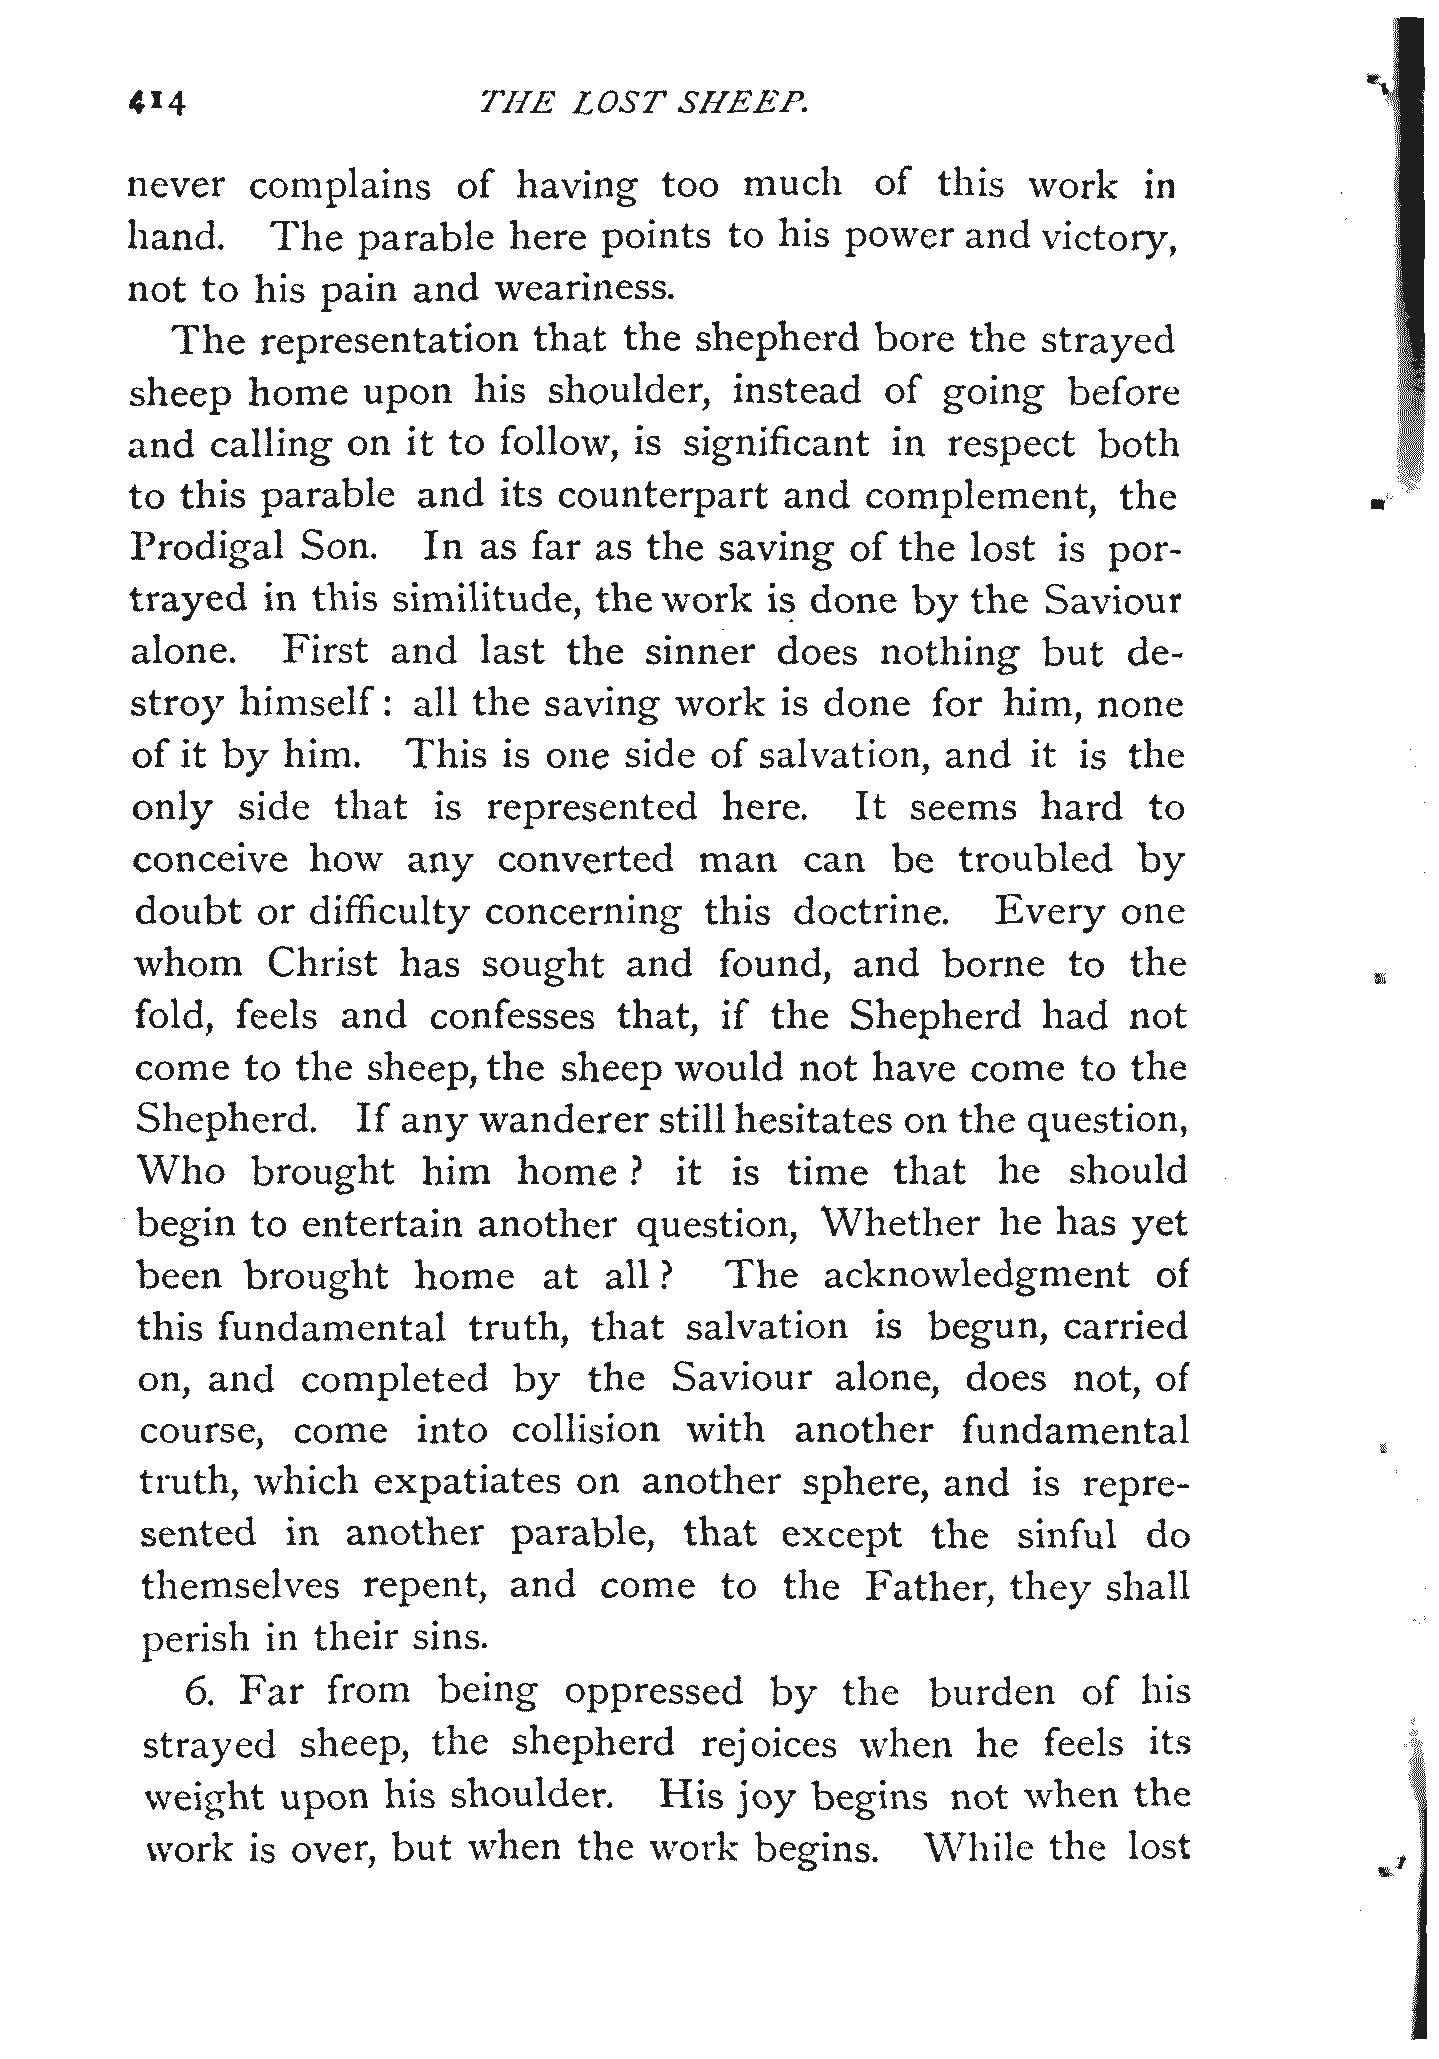 414 THE LOST SHEEP.
never complains of having too much of this work in
hand. The parable here points to his power and victory,
not to his pain and weariness.
The representation that the shepherd bore the strayed
sheep home upon his shoulder, instead of going before
and calling on it to follow, is significant in respect both
to this parable and its counterpart and complement, the
Prodigal Son. In as far as the saving of the lost is por-
trayed in this similitude, the work is done by the Saviour
alone. First and last the sinner does nothing but de-
stroy himself : all the saving work is done for him, none
of it by him. This is one side of salvation, and it is the
only side that is represented here. It seems hard to
conceive how any converted man can be troubled by
doubt or difficulty concerning this doctrine. Every one
whom Christ has sought and found, and borne to the
fold, feels and confesses that, if the Shepherd had not
come to the sheep, the sheep would not have come to the
Shepherd. If any wanderer still hesitates on the question,
Who brought him home ? it is time that he should
begin to entertain another question, Whether he has yet
been brought home at all ? The acknowledgment of
this fundamental truth, that salvation is begun, carried
on, and completed by the Saviour alone, does not, of
course, come into collision with another fundamental
truth, which expatiates on another sphere, and is repre-
sented in another parable, that except the sinful do
themselves repent, and come to the Father, they shall
perish in their sins.
6. Far from being oppressed by the burden of his
strayed sheep, the shepherd rejoices when he feels its
weight upon his shoulder. His joy begins not when the
work is over, but when the work begins. While the lost